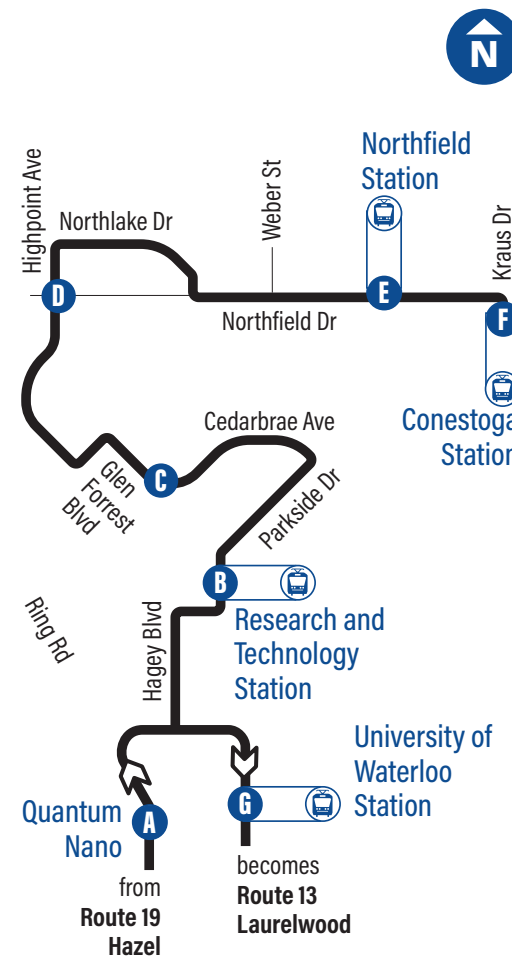 N
Northfield
Station
Highpoint Ave
Northlake Dr
Weber St
Kraus Dr
D
E
F
Northfield Dr
Conestoga
Station
Cedarbrae Ave
C
Glen
Forrest
Blvd
Parkside Dr
B
Research and
Technology
Station
Ring Rd
Hagey Blvd
University of
Waterloo
Station
G
Quantum
Nano
A
from
Route 19
Hazel
becomes
Route 13
Laurelwood